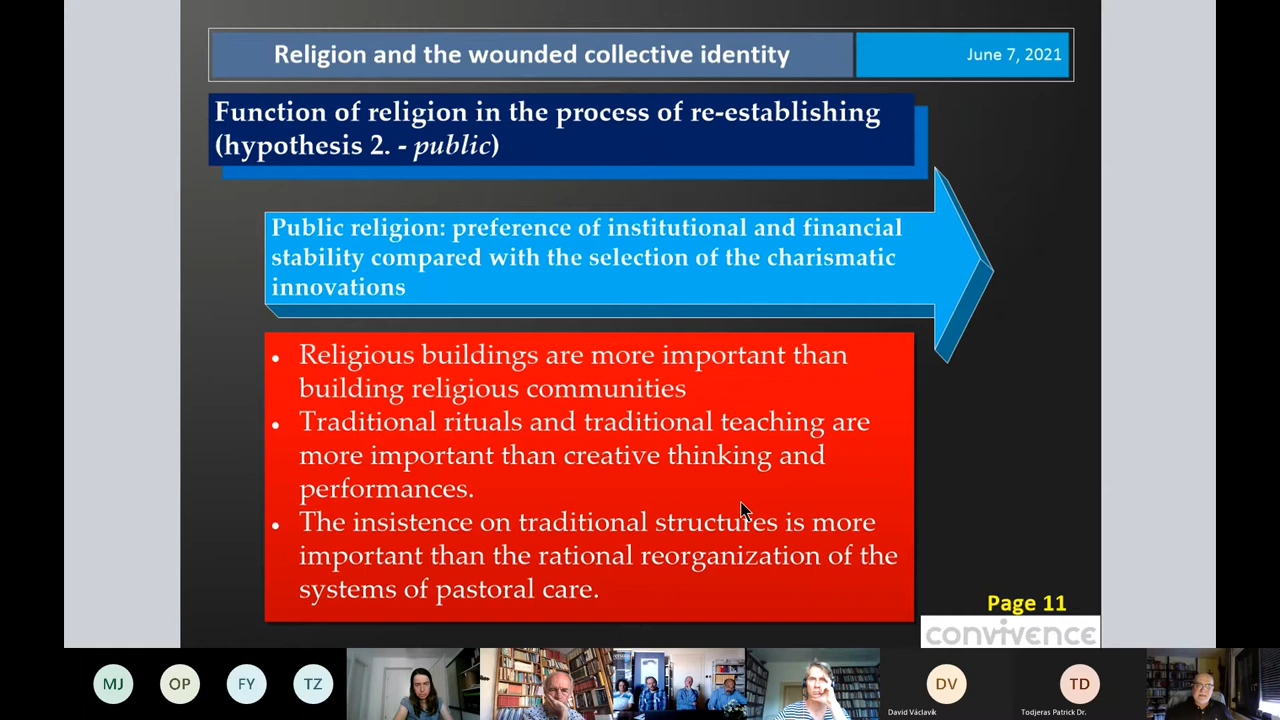 Religion and the wounded collective identity
June 7, 2021
Function of religion in the process of re-establishing
(hypothesis 2. - public)
Public religion: preference of institutional and financial
stability compared with the selection of the charismatic
innovations
• Religious buildings are more important than
building religious communities
• Traditional rituals and traditional teaching are
more important than creative thinking and
performances.
• The insistence on traditional structures is more
important than the rational reorganization of the
systems of pastoral care.
Page 11
convivence
MJ
OP
FY
TZ
DV
TD
David Václavík
Todjeras Patrick Dr.